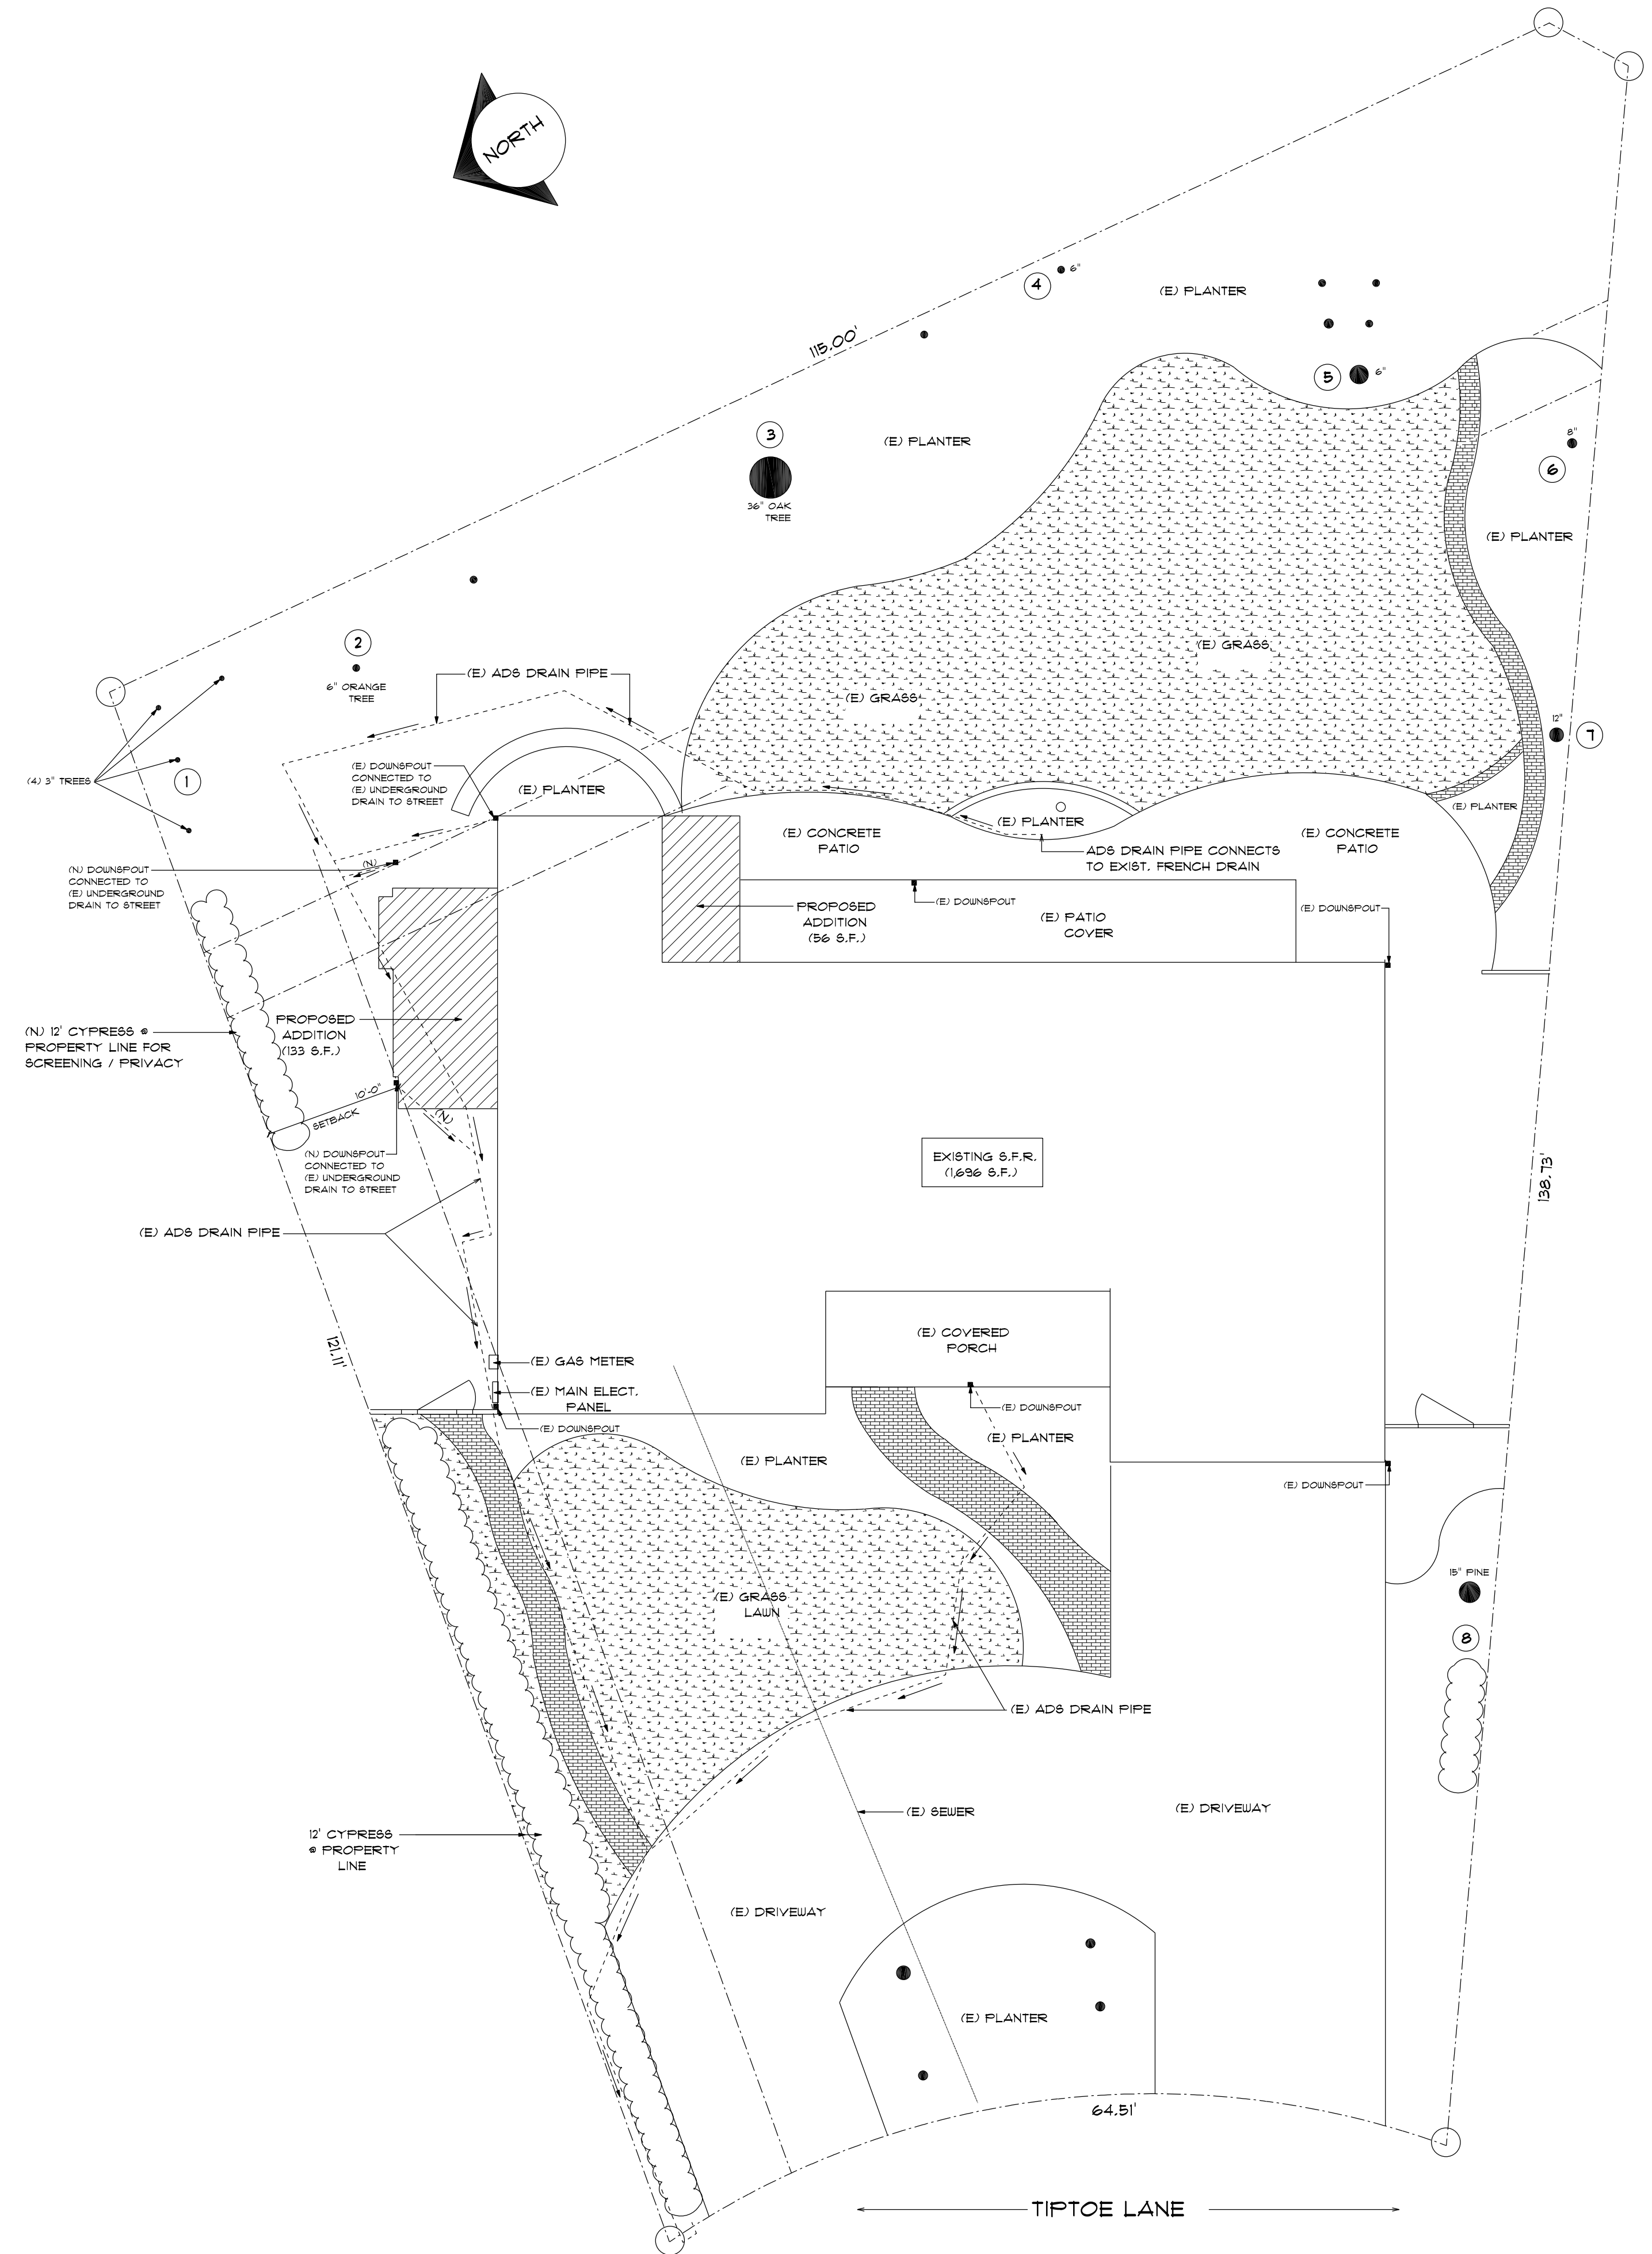 NORTH
4
6"
(E) PLANTER
115.00'
5
6"
3
(E) PLANTER
8"
6
36" OAK
TREE
(E) PLANTER
2
(E) GRASS
(E) ADS DRAIN PIPE
6" ORANGE
TREE
(E) GRASS
12"
7
(4) 3" TREES
1
(E) DOWNSPOUT
CONNECTED TO
(E) UNDERGROUND
DRAIN TO STREET
(E) PLANTER
(E) PLANTER
(E) PLANTER
(E) CONCRETE
PATIO
(E) CONCRETE
PATIO
ADS DRAIN PIPE CONNECTS
TO EXIST. FRENCH DRAIN
(N)
(N) DOWNSPOUT
CONNECTED TO
(E) UNDERGROUND
DRAIN TO STREET
(E) DOWNSPOUT
PROPOSED
ADDITION
(56 S.F.)
(E) PATIO
COVER
(E) DOWNSPOUT
(N) 12' CYPRESS @
PROPERTY LINE FOR
SCREENING / PRIVACY
PROPOSED
ADDITION
(133 S.F.)
10'-0"
SETBACK
(N)
(N) DOWNSPOUT
CONNECTED TO
(E) UNDERGROUND
DRAIN TO STREET
EXISTING S.F.R.
(1,696 S.F.)
138.73'
(E) ADS DRAIN PIPE
121.11'
(E) COVERED
PORCH
(E) GAS METER
(E) MAIN ELECT.
PANEL
(E) DOWNSPOUT
(E) DOWNSPOUT
(E) PLANTER
(E) PLANTER
(E) DOWNSPOUT
15" PINE
8
(E) GRASS
LAWN
(E) ADS DRAIN PIPE
(E) SEWER
(E) DRIVEWAY
12' CYPRESS
@ PROPERTY
LINE
(E) DRIVEWAY
(E) PLANTER
64.51'
TIPTOE LANE